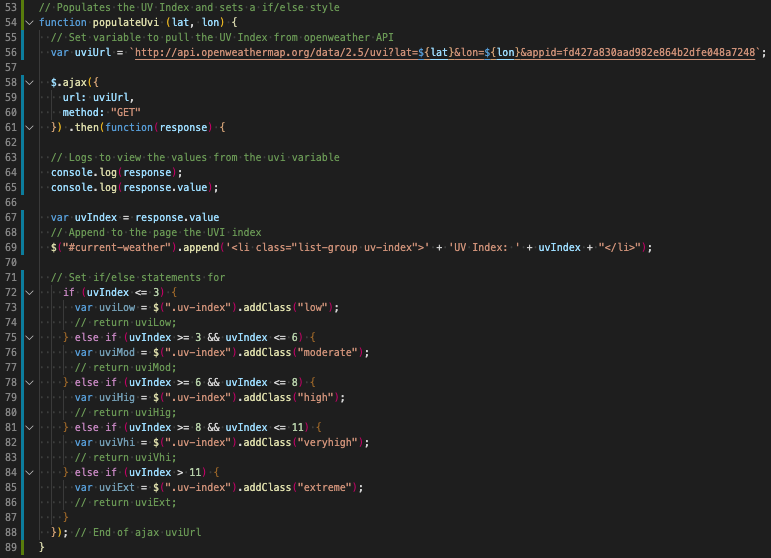 53 // Populates the UV Index and sets a if/else style
54 function populateUvi (lat, lon) {
55 // Set variable to pull the UV Index from openweather API
56 var uviUrl = `http://api.openweathermap.org/data/2.5/uvi?lat=${lat}&lon=${lon}&appid=fd427a830aad982e864b2dfe048a7248`;
57
58 $.ajax({
59 url: uviUrl,
60 method: "GET"
61 }) .then(function(response) {
62
63 // Logs to view the values from the uvi variable
64 console.log(response);
65 console.log(response.value);
66
67 var uvIndex = response.value
68 // Append to the page the UVI index
69 $("#current-weather").append('<li class="list-group uv-index">' + 'UV Index: ' + uvIndex + "</li>");
70
71 // Set if/else statements for
72 if (uvIndex <= 3) {
73 var uviLow = $(".uv-index").addClass("low");
74 // return uviLow;
75 } else if (uvIndex >= 3 && uvIndex <= 6) {
76 var uviMod = $(".uv-index").addClass("moderate");
77 // return uviMod;
78 } else if (uvIndex >= 6 && uvIndex <= 8) {
79 var uviHig = $(".uv-index").addClass("high");
80 // return uviHig;
81 } else if (uvIndex >= 8 && uvIndex <= 11) {
82 var uviVhi = $(".uv-index").addClass("veryhigh");
83 // return uviVhi;
84 } else if (uvIndex > 11) {
85 var uviExt = $(".uv-index").addClass("extreme");
86 // return uviExt;
87 }
88 }); // End of ajax uviUrl
89 }